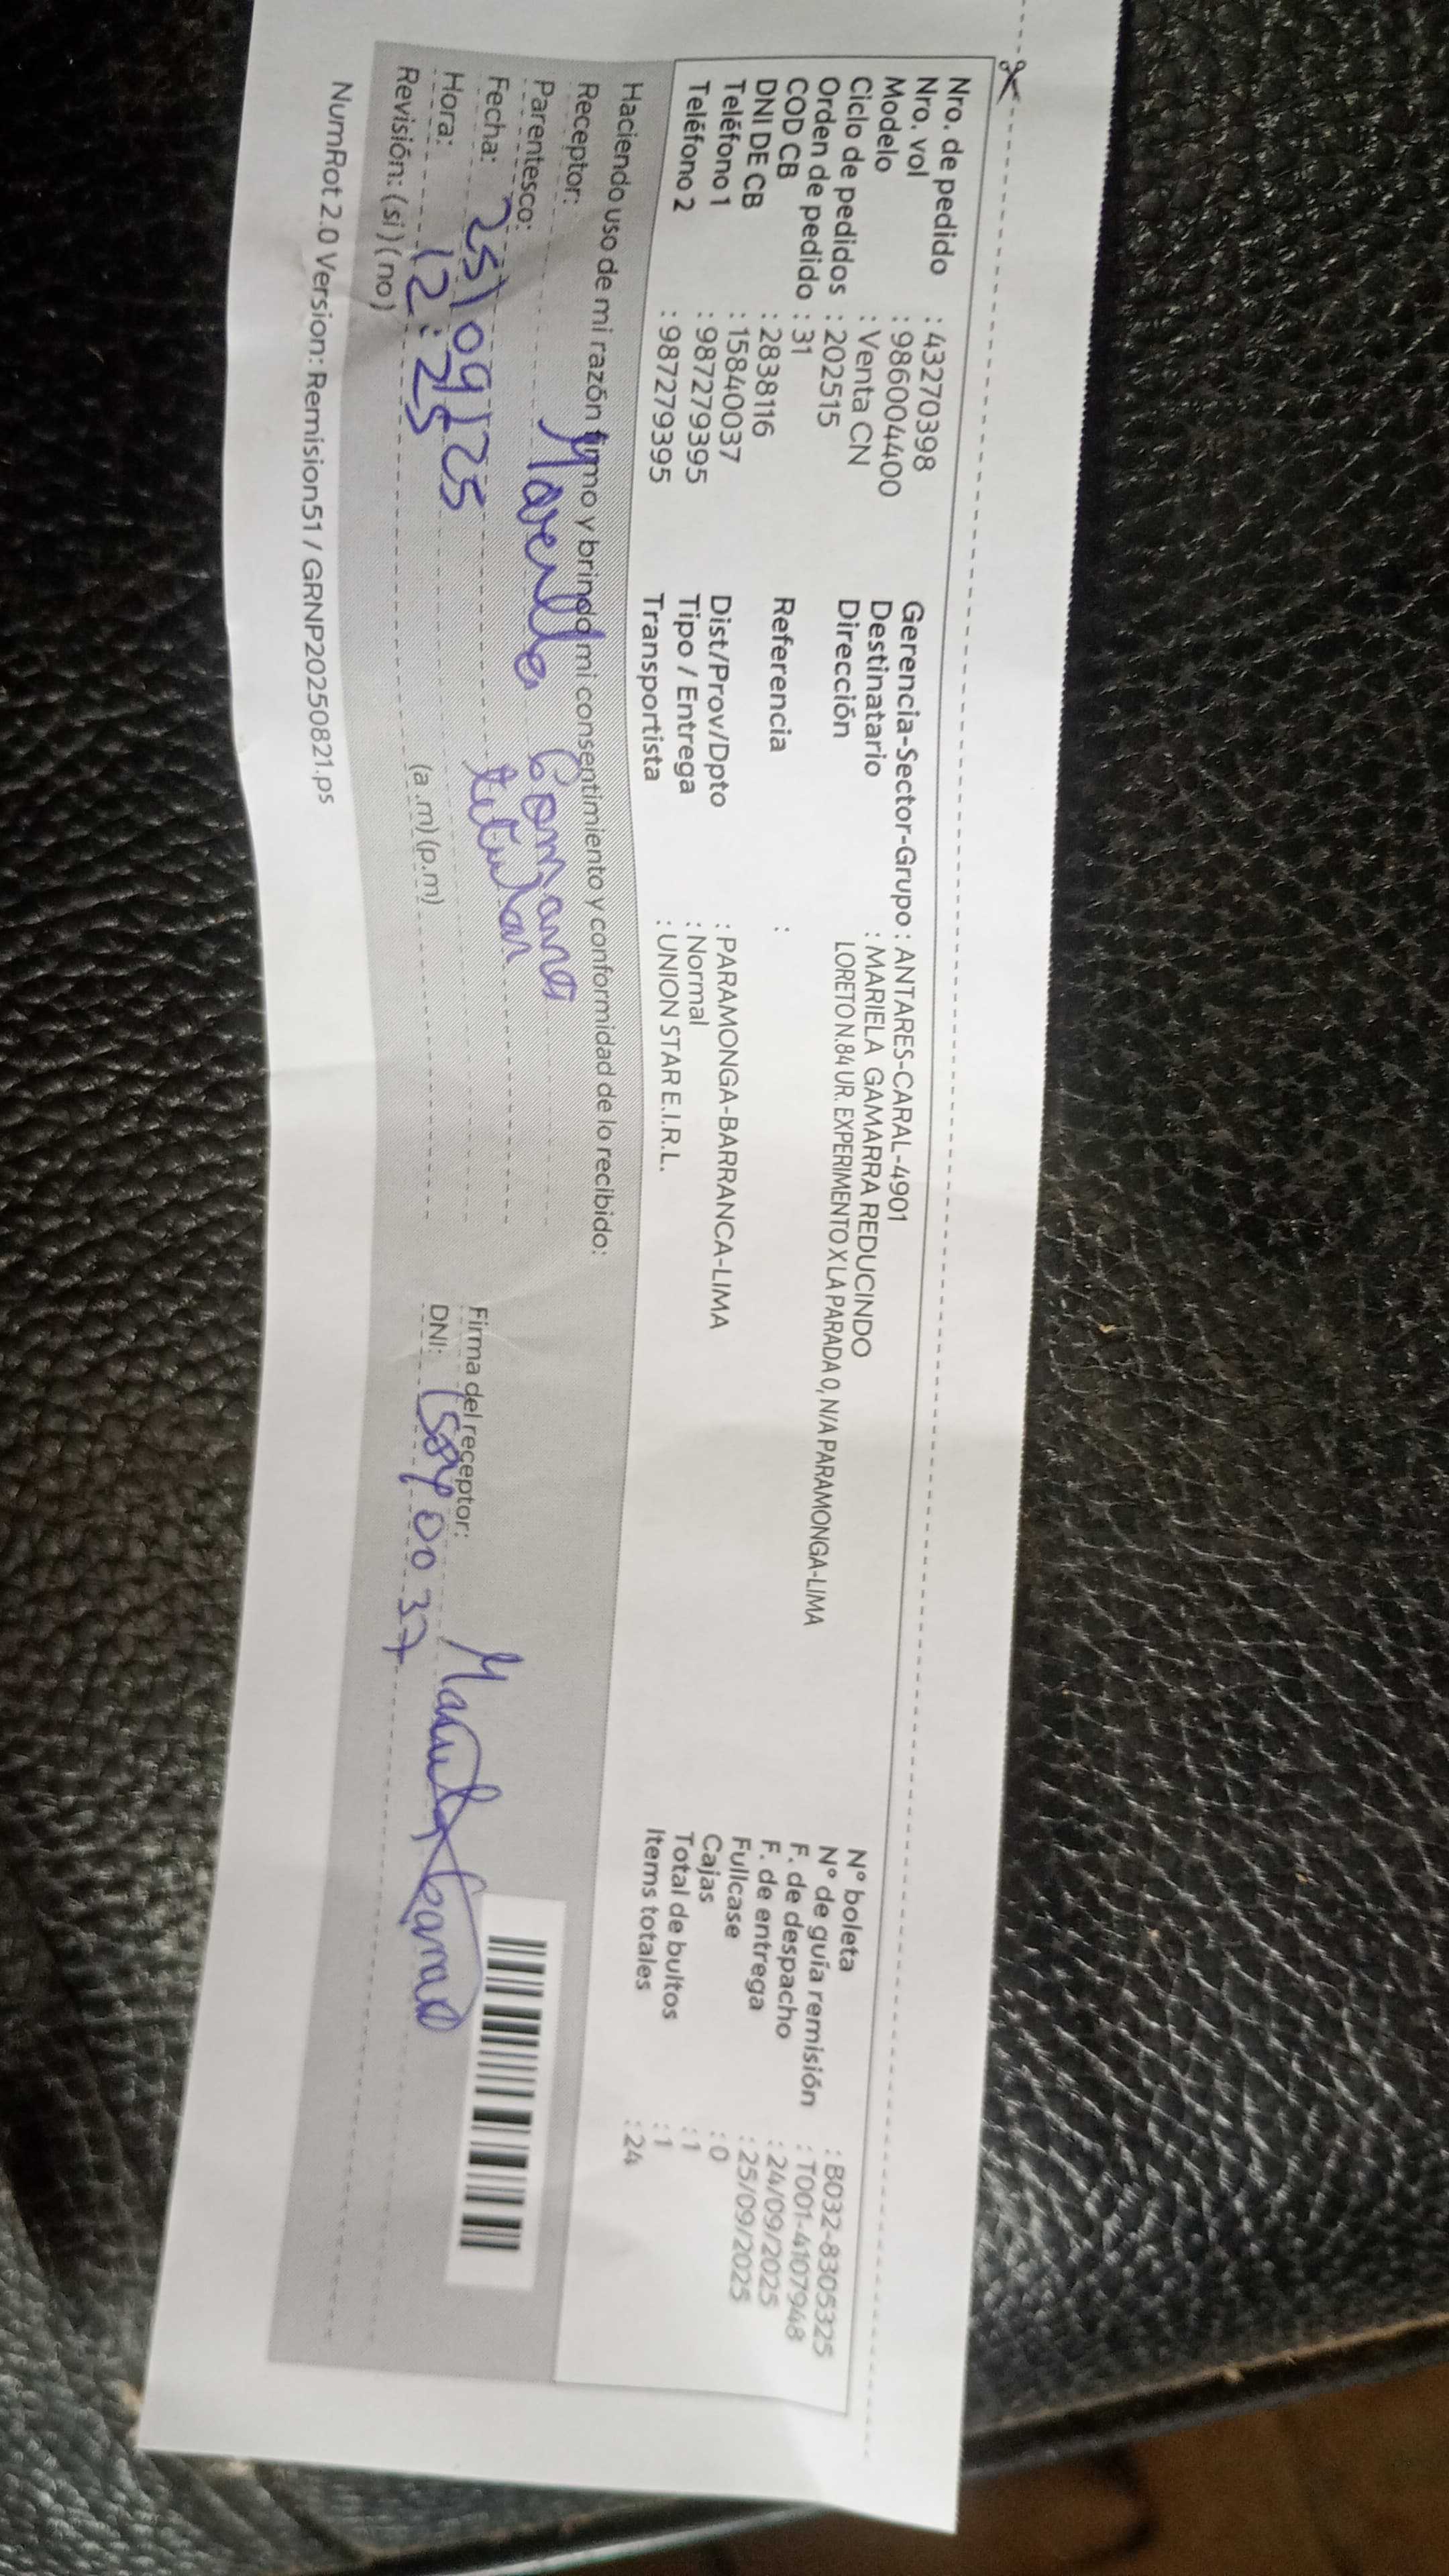 Nro. de pedido : 43270398
Nro. vol : 986004400
Modelo : Venta CN
Ciclo de pedidos : 202515
Orden de pedido : 31
COD CB : 2838116
DNI DE CB : 15840037
Teléfono 1 : 987279395
Teléfono 2 : 987279395
Gerencia-Sector-Grupo : ANTARES-CARAL-4901
Destinatario : MARIELA GAMARRA REDUCINDO
Dirección LORETO N.84 UR. EXPERIMENTO X LA PARADA 0, N/A PARAMONGA-LIMA
Referencia :
Dist/Prov/Dpto : PARAMONGA-BARRANCA-LIMA
Tipo / Entrega : Normal
Transportista : UNION STAR E.I.R.L.
N° boleta : B032-8305325
N° de guía remisión : T001-41079448
F. de despacho : 24/09/2025
F. de entrega : 25/09/2025
Fullcase : 0
Cajas : 1
Total de bultos : 1
Items totales : 24
Haciendo uso de mi razón firmo y brindo mi consentimiento y conformidad de lo recibido:
Receptor:
Parentesco: titular
Fecha: 25/09/25
Hora: 12:25 (a.m) (p.m)
Revisión: (si) (no)
Firma del receptor:
DNI: 15840037
NumRot 2.0 Version: Remision51 / GRNP20250821.ps